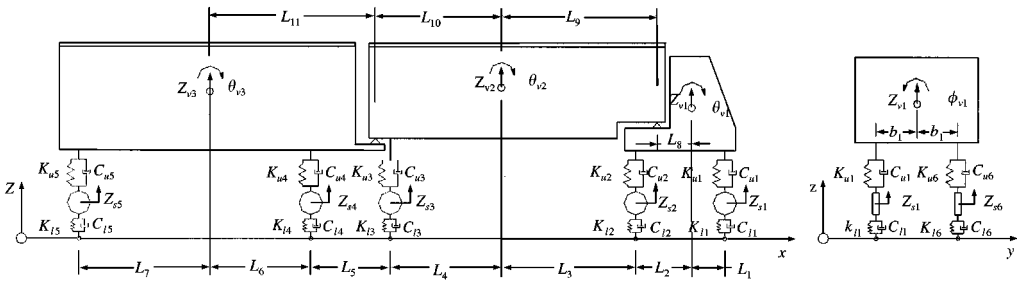 L11 L10 L9
Zv3 θv3 Zv2 θv2 Zv1 θv1 Zv1 ϕv1
L8 b1 b1
Ku5 Cu5 Ku4 Cu4 Ku3 Cu3 Ku2 Cu2 Ku1 Cu1 Ku1 Cu1 Ku6 Cu6
Z Zs5 Zs4 Zs3 Zs2 Zs1 z Zs1 Zs6
Kl5 Cl5 Kl4 Cl4 Kl3 Cl3 Kl2 Cl2 Kl1 Cl1 kl1 Cl1 Kl6 Cl6
x y
L7 L6 L5 L4 L3 L2 L1